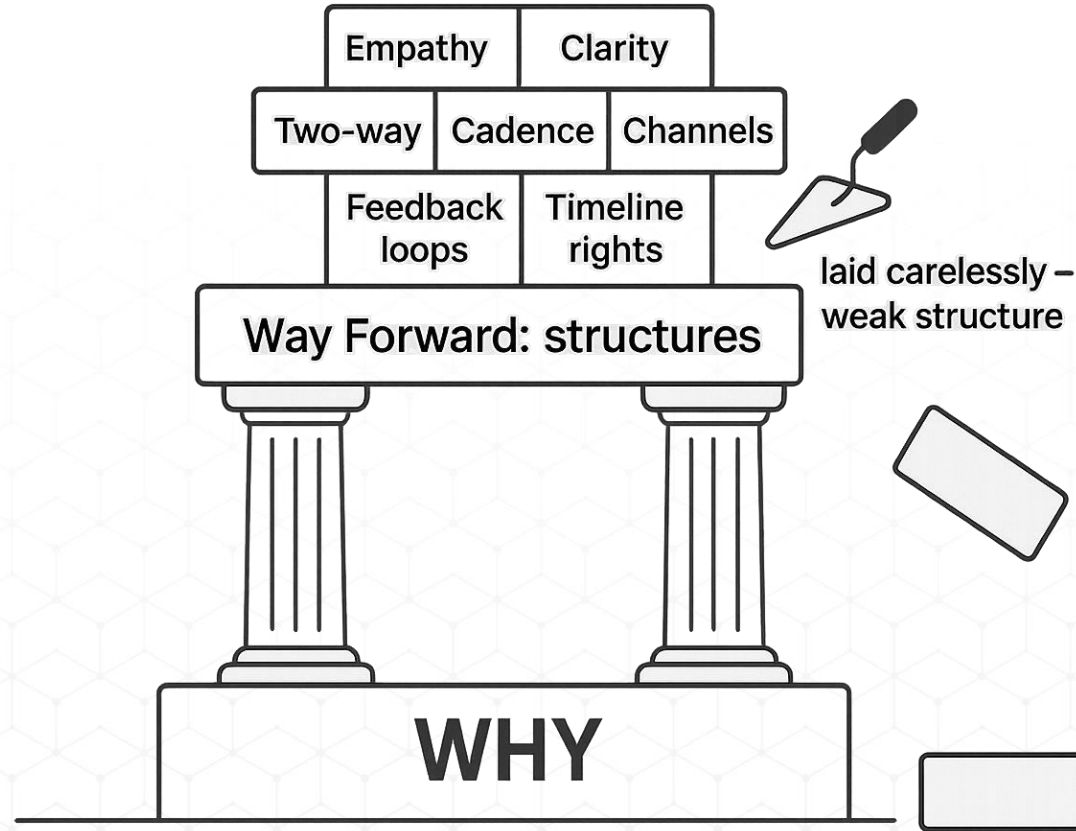 Empathy Clarity
Two-way Cadence Channels
Feedback
loops
Timeline
rights
laid carelessly –
weak structure
Way Forward: structures
WHY